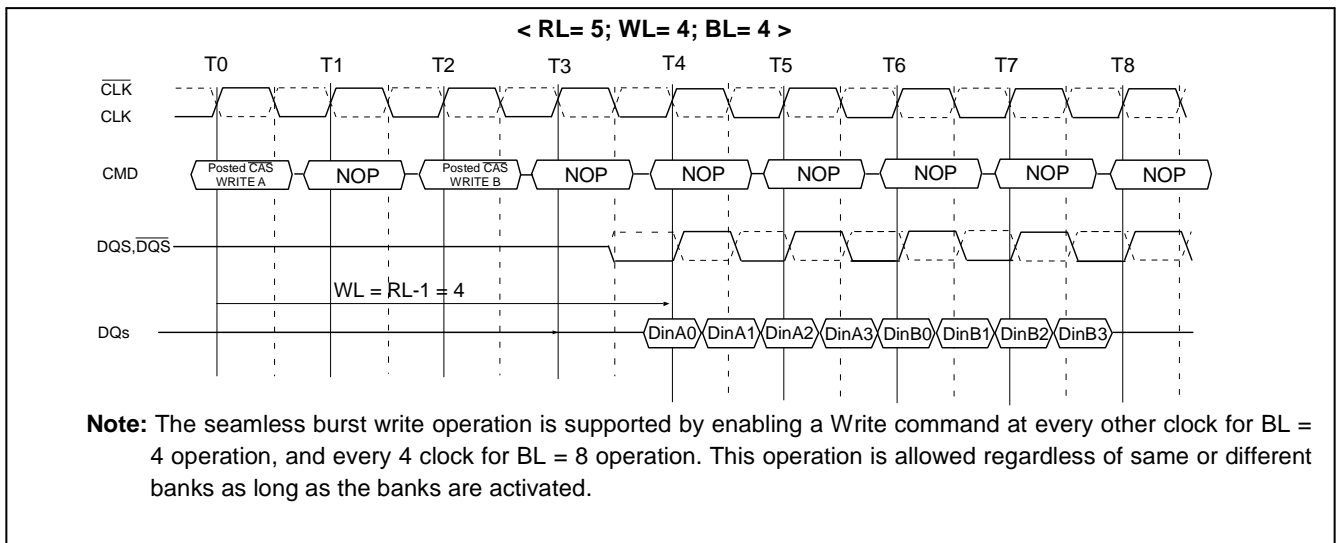 < RL= 5; WL= 4; BL= 4 >
T0 T1 T2 T3 T4 T5 T6 T7 T8
CLK
CLK
CMD Posted CAS WRITE A NOP Posted CAS WRITE B NOP NOP NOP NOP NOP NOP
DQS,DQS
WL = RL-1 = 4
DQs DinA0 DinA1 DinA2 DinA3 DinB0 DinB1 DinB2 DinB3
Note: The seamless burst write operation is supported by enabling a Write command at every other clock for BL =
4 operation, and every 4 clock for BL = 8 operation. This operation is allowed regardless of same or different
banks as long as the banks are activated.